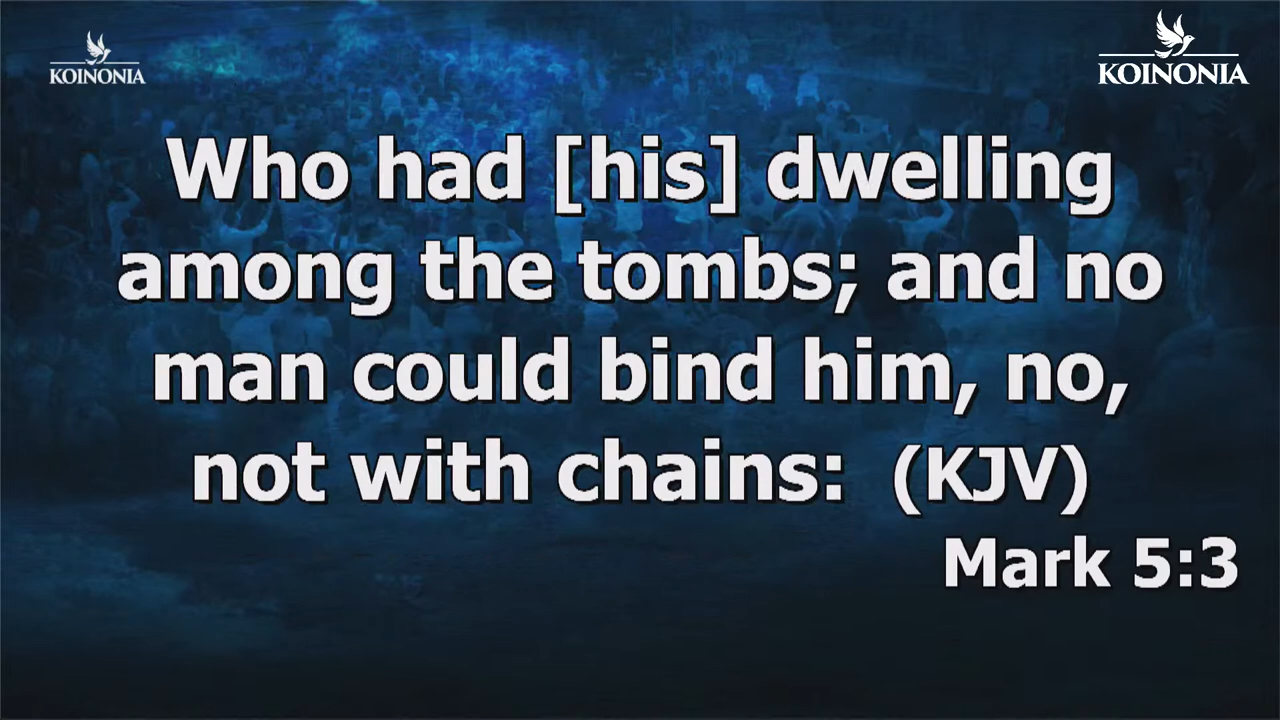 KOINONIA
KOINONIA
Who had [his] dwelling
among the tombs; and no
man could bind him, no,
not with chains:  (KJV)
Mark 5:3